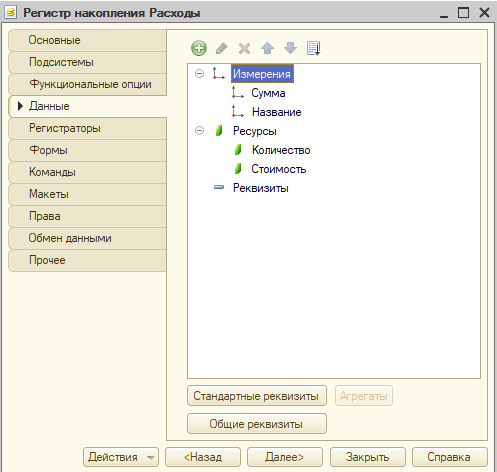 Регистр накопления Расходы
Основные
Подсистемы
Функциональные опции
Данные
Регистраторы
Формы
Команды
Макеты
Права
Обмен данными
Прочее
Измерения
Сумма
Название
Ресурсы
Количество
Стоимость
Реквизиты
Стандартные реквизиты
Агрегаты
Общие реквизиты
Действия
<Назад
Далее>
Закрыть
Справка